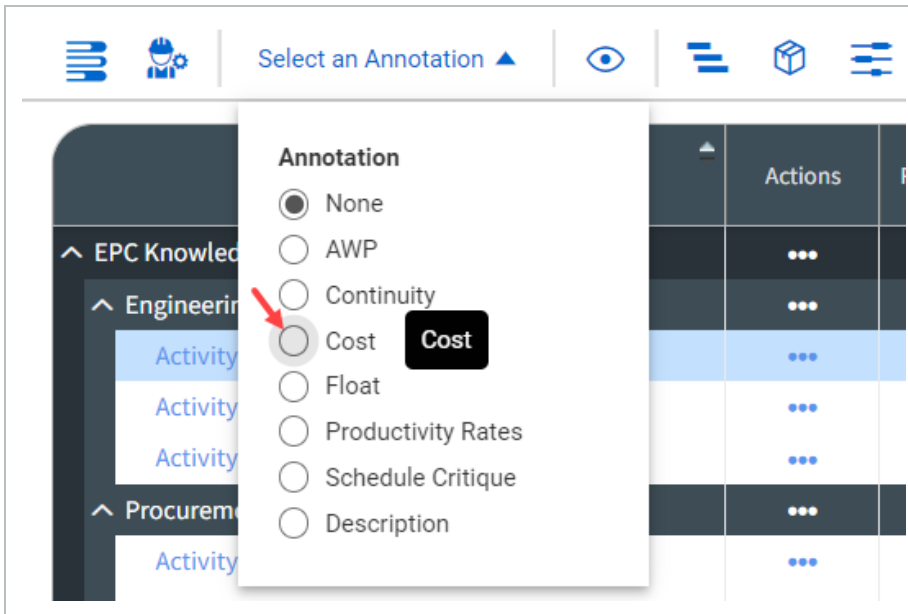 Select an Annotation
Annotation
Actions
None
AWP
EPC Knowled
Continuity
Engineerin
Cost
Cost
Activity
Float
Activity
Productivity Rates
Activity
Schedule Critique
Procureme
Description
Activity